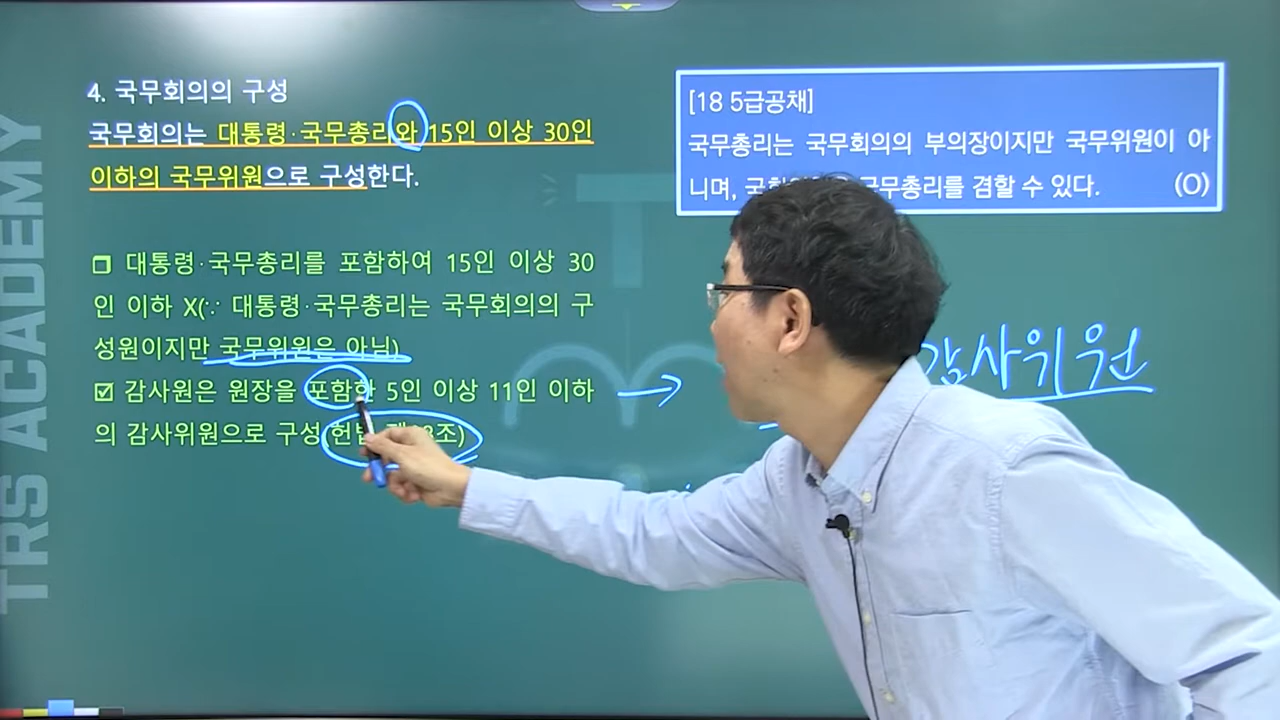 4. 국무회의의 구성
국무회의는 대통령·국무총리와 15인 이상 30인
이하의 국무위원으로 구성한다.
❒ 대통령·국무총리를 포함하여 15인 이상 30
인 이하 X(∵ 대통령·국무총리는 국무회의의 구
성원이지만 국무위원은 아님)
☑ 감사원은 원장을 포함한 5인 이상 11인 이하
의 감사위원으로 구성
[18 5급공채]
국무총리는 국무회의의 부의장이지만 국무위원이 아
니며, 국무총리를 겸할 수 있다. (O)
감사위원
TRS ACADEMY